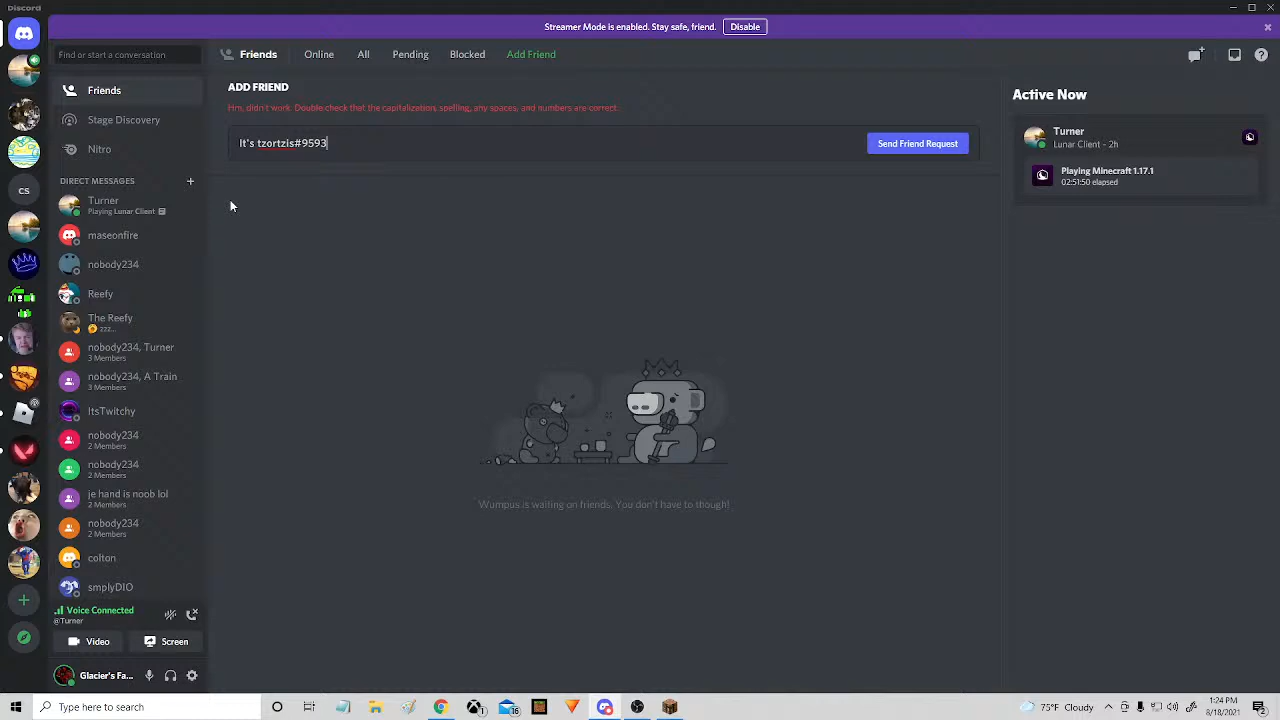 Discord
Streamer Mode is enabled. Stay safe, friend.
Disable
Find or start a conversation
Friends
Online
All
Pending
Blocked
Add Friend
Friends
Stage Discovery
Nitro
DIRECT MESSAGES
Turner
Playing Lunar Client
maseonfire
nobody234
Reefy
The Reefy
zzz...
nobody234, Turner
3 Members
nobody234, A Train
3 Members
ItsTwitchy
nobody234
2 Members
nobody234
2 Members
je hand is noob lol
2 Members
nobody234
2 Members
colton
smplyDIO
CS
Voice Connected
@Turner
Video
Screen
Glacier's Fa...
ADD FRIEND
Hm, didn't work. Double check that the capitalization, spelling, any spaces, and numbers are correct.
It's tzortzis#9593
Send Friend Request
Wumpus is waiting on friends. You don't have to though!
Active Now
Turner
Lunar Client - 2h
Playing Minecraft 1.17.1
02:51:50 elapsed
Type here to search
16
72°F Cloudy
1:24 PM
8/18/2021